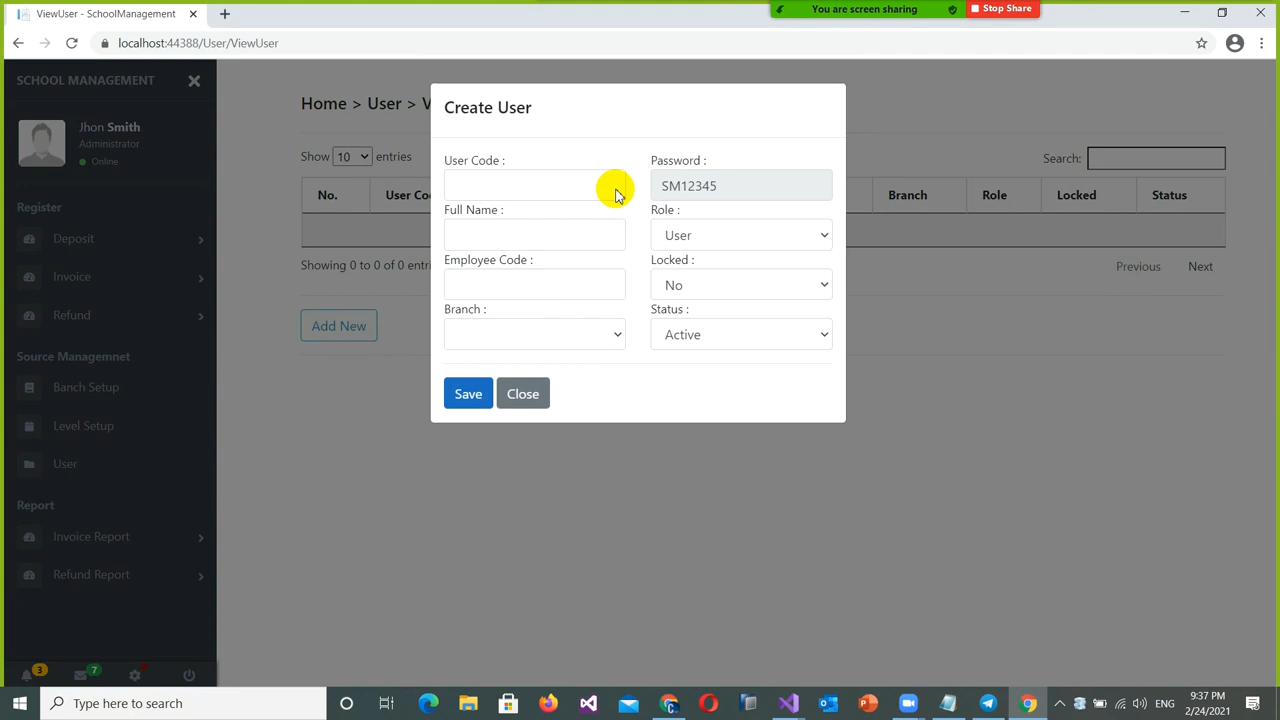 ViewUser - SchoolManagement
You are screen sharing
Stop Share
localhost:44388/User/ViewUser
SCHOOL MANAGEMENT
Jhon Smith
Administrator
Online
Register
Deposit
Invoice
Refund
Source Managemnet
Banch Setup
Level Setup
User
Report
Invoice Report
Refund Report
3
7
Home > User > V
Show 10 entries
Search:
No.
User Co
Branch
Role
Locked
Status
Showing 0 to 0 of 0 entri
Previous
Next
Add New
Create User
User Code :
Password :
SM12345
Full Name :
Role :
User
Employee Code :
Locked :
No
Branch :
Status :
Active
Save
Close
Type here to search
ENG
9:37 PM
2/24/2021